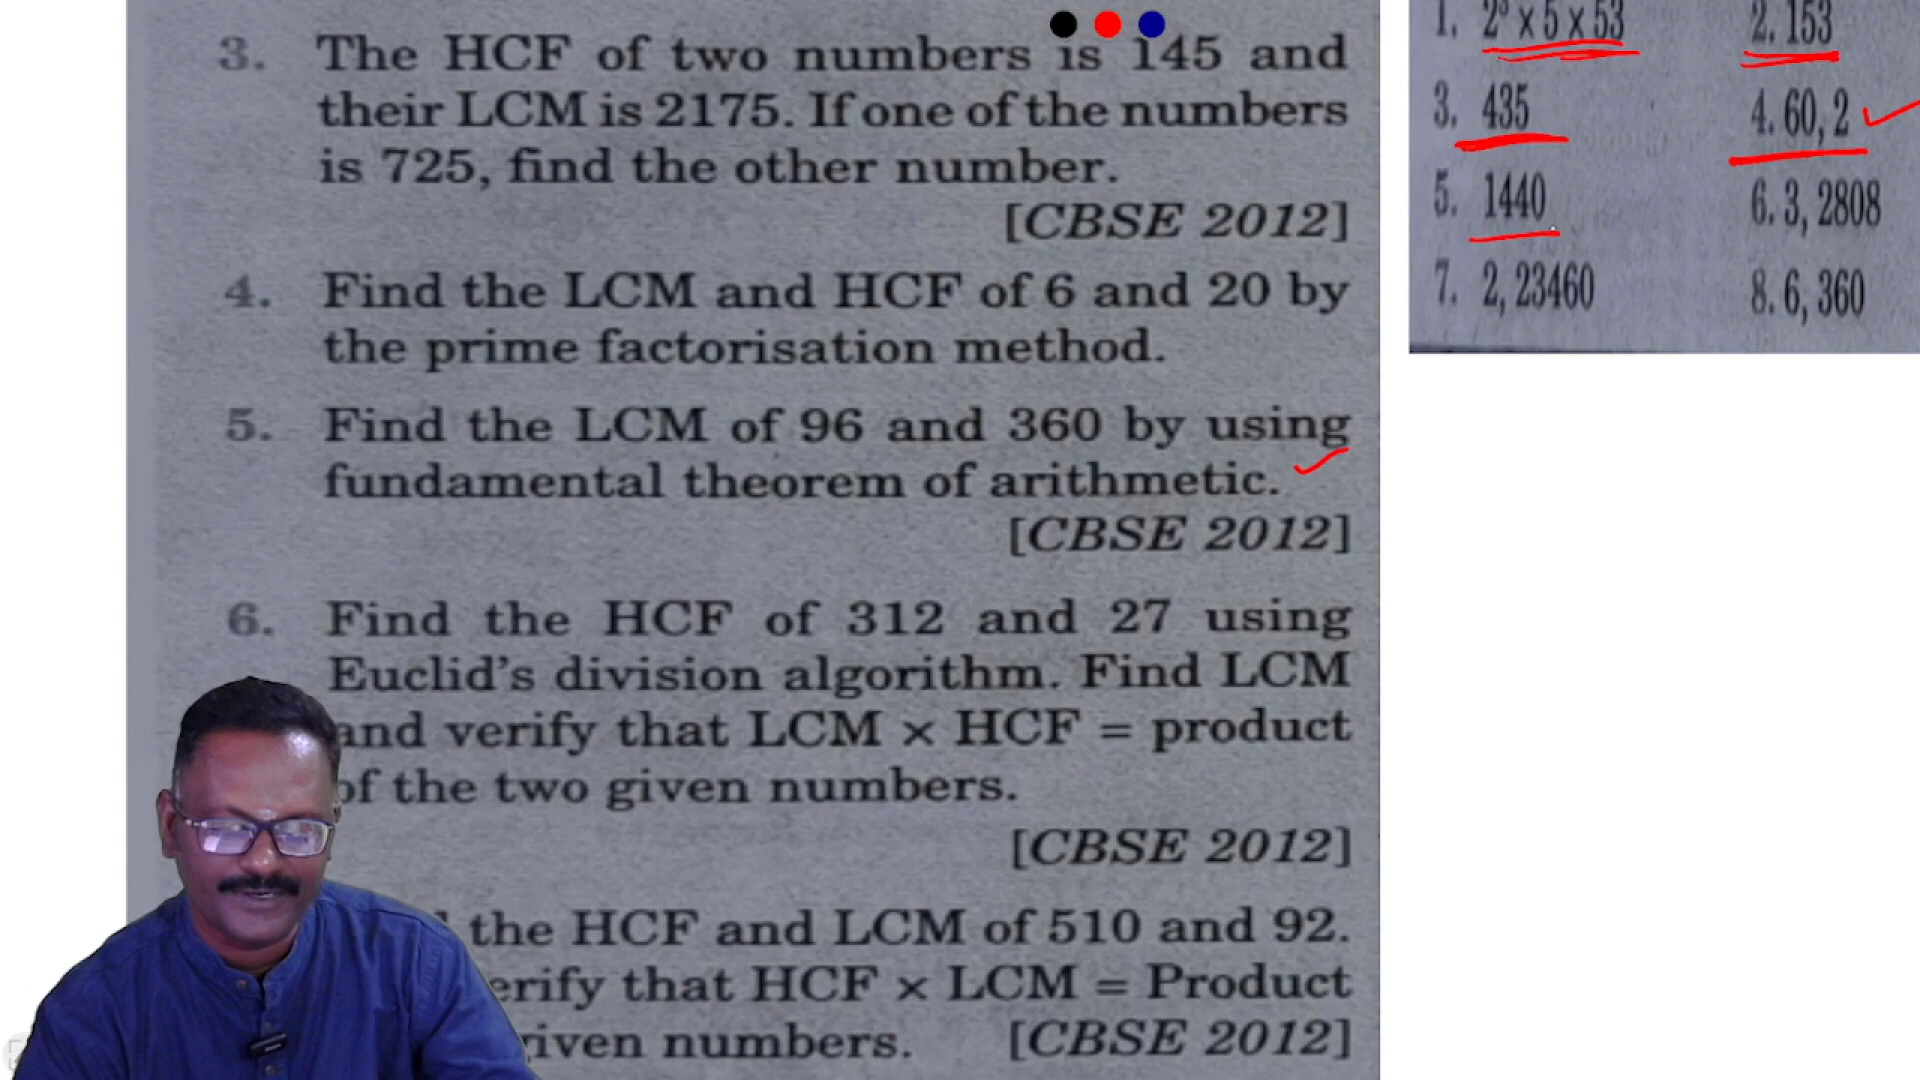 3. The HCF of two numbers is 145 and
their LCM is 2175. If one of the numbers
is 725, find the other number.
[CBSE 2012]
4. Find the LCM and HCF of 6 and 20 by
the prime factorisation method.
5. Find the LCM of 96 and 360 by using
fundamental theorem of arithmetic.
[CBSE 2012]
6. Find the HCF of 312 and 27 using
Euclid's division algorithm. Find LCM
and verify that LCM × HCF = product
of the two given numbers.
[CBSE 2012]
the HCF and LCM of 510 and 92.
erify that HCF × LCM = Product
given numbers. [CBSE 2012]
1. 2³ × 5 × 53 2. 153
3. 435 4. 60, 2
5. 1440 6. 3, 2808
7. 2, 23460 8. 6, 360